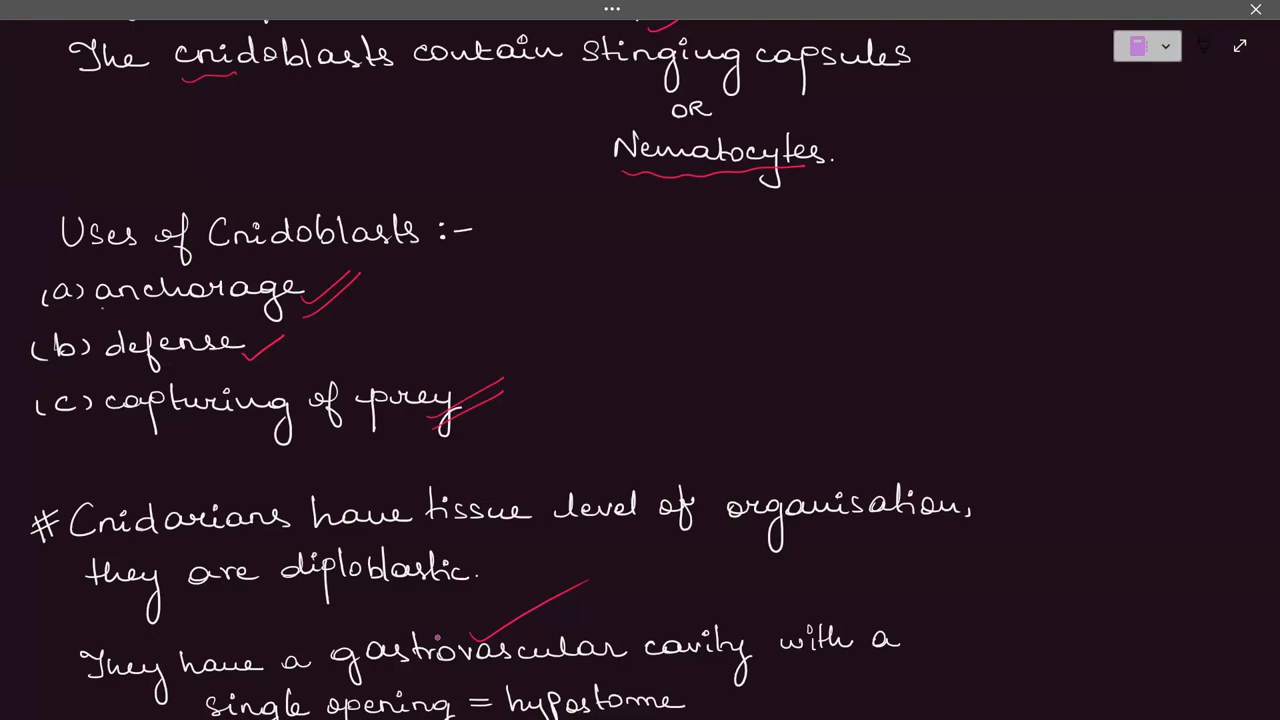 The cnidoblasts contain stinging capsules
OR
Nematocytes.
Uses of Cnidoblasts :-
(a) anchorage
(b) defense
(c) capturing of prey
# Cnidarians have tissue level of organisation,
they are diploblastic.
They have a gastrovascular cavity with a
single opening = hypostome